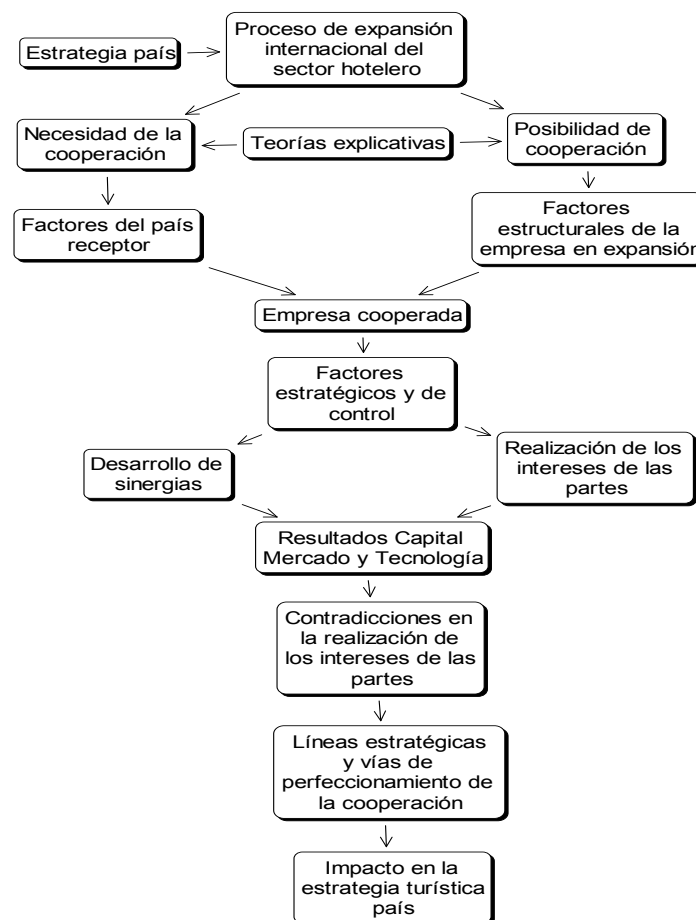 Proceso de expansión
internacional del
sector hotelero
Estrategia país
Necesidad de la
cooperación
Teorías explicativas
Posibilidad de
cooperación
Factores del país
receptor
Factores
estructurales de la
empresa en expansión
Empresa cooperada
Factores
estratégicos y de
control
Desarrollo de
sinergias
Realización de los
intereses de las
partes
Resultados Capital
Mercado y Tecnología
Contradicciones en
la realización de
los intereses de las
partes
Líneas estratégicas
y vías de
perfeccionamiento de
la cooperación
Impacto en la
estrategia turística
país